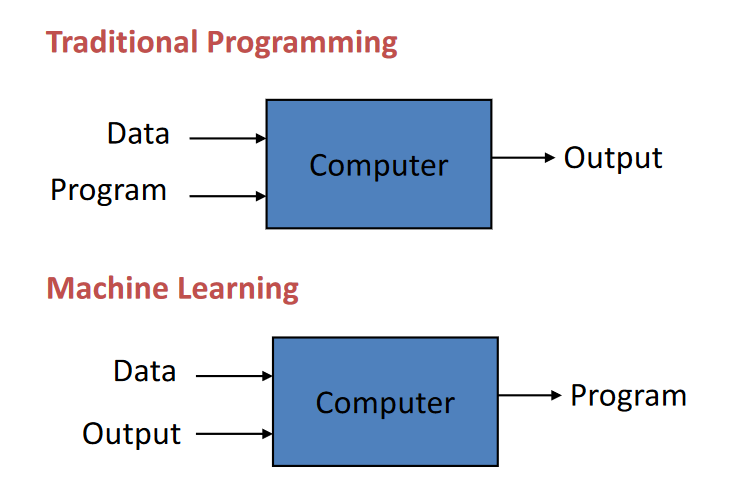 Traditional Programming
Data
Program
Computer
Output
Machine Learning
Data
Output
Computer
Program